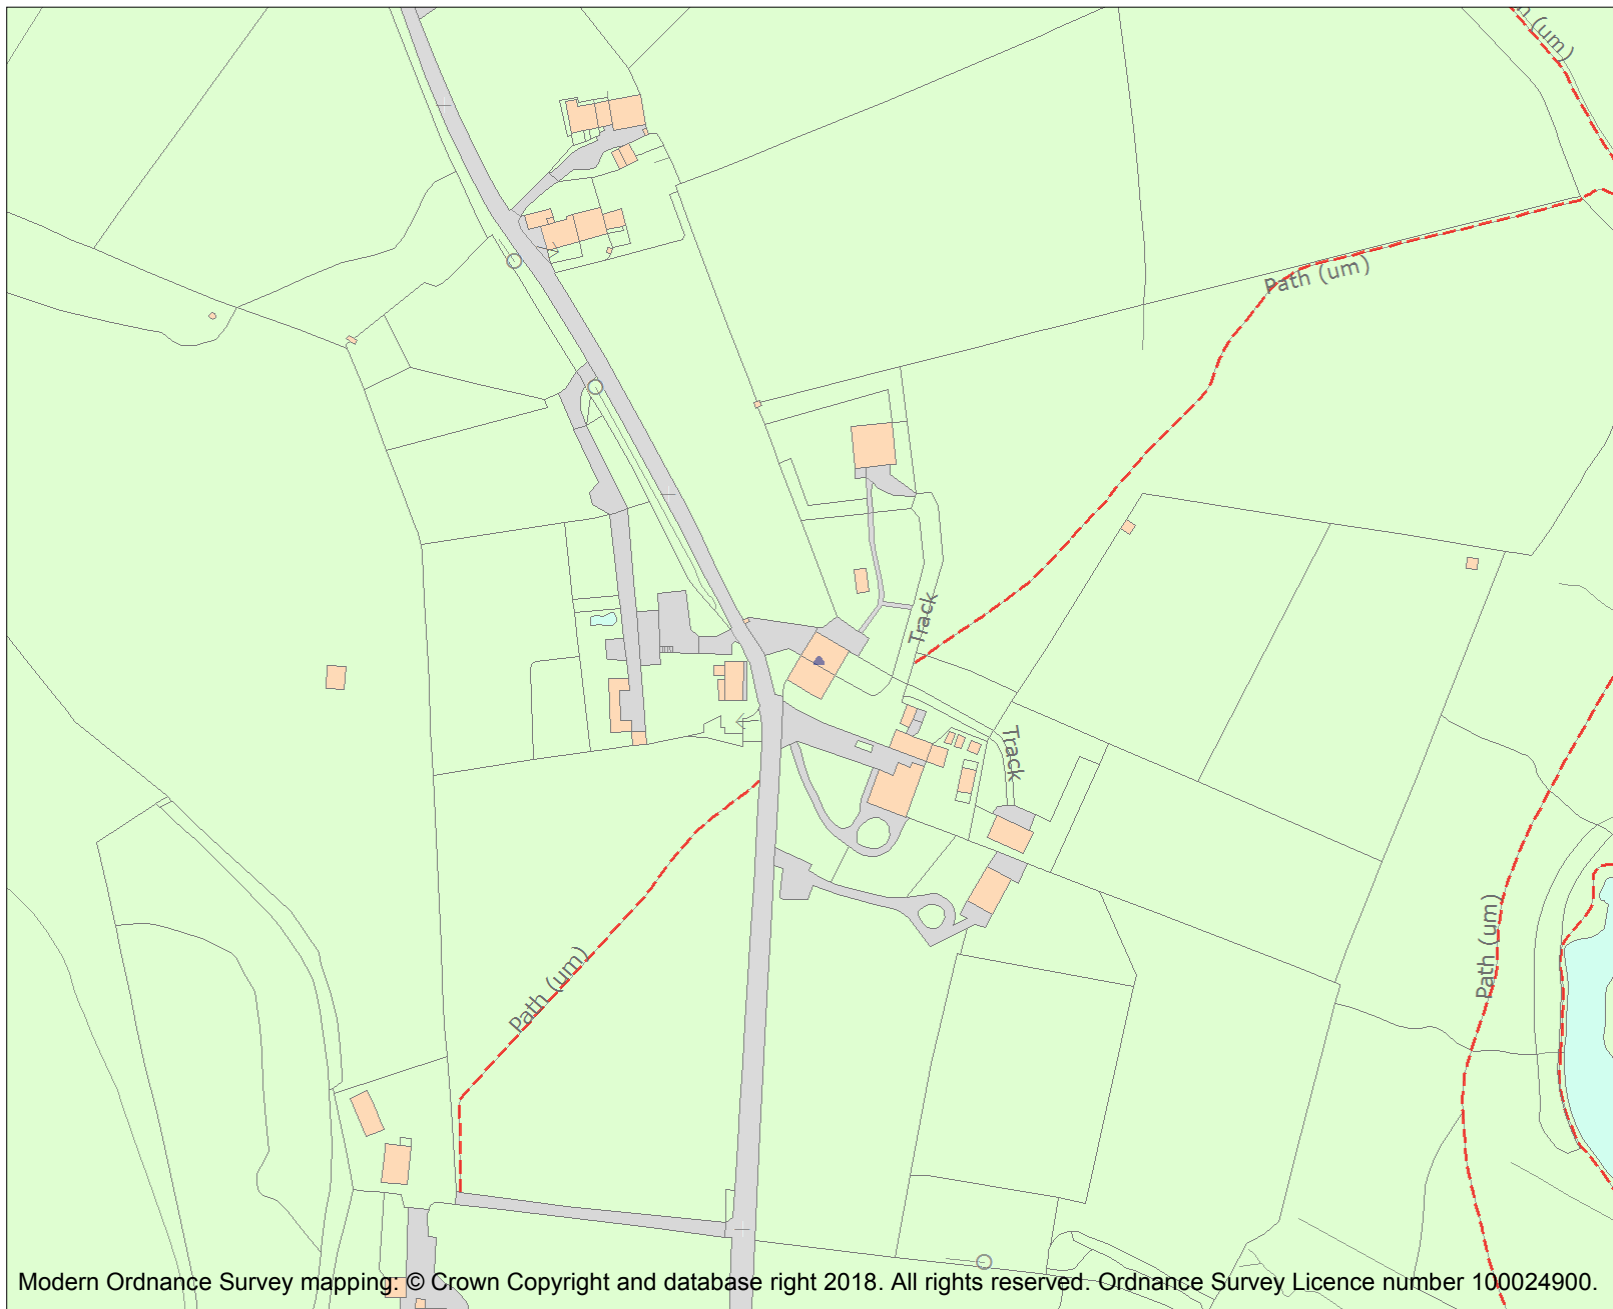 (um)
Path (um)
Track
Track
Path (um)
Path (um)
Modern Ordnance Survey mapping: © Crown Copyright and database right 2018. All rights reserved. Ordnance Survey Licence number 100024900.